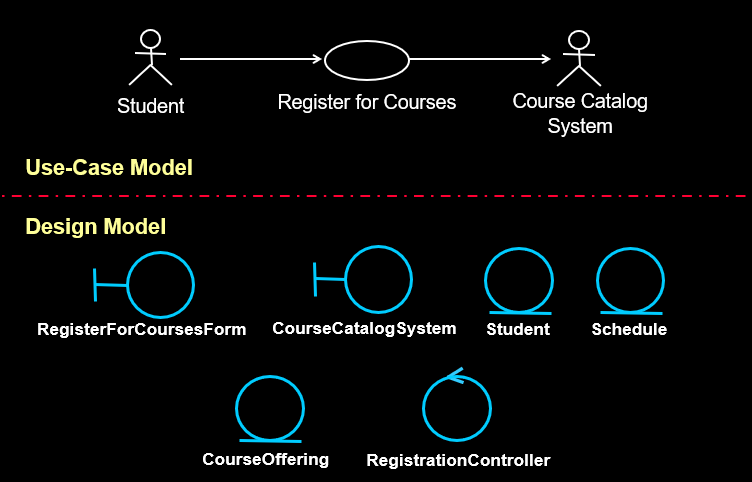 Student
Register for Courses
Course Catalog
System
Use-Case Model
Design Model
RegisterForCoursesForm
CourseCatalogSystem
Student
Schedule
CourseOffering
RegistrationController